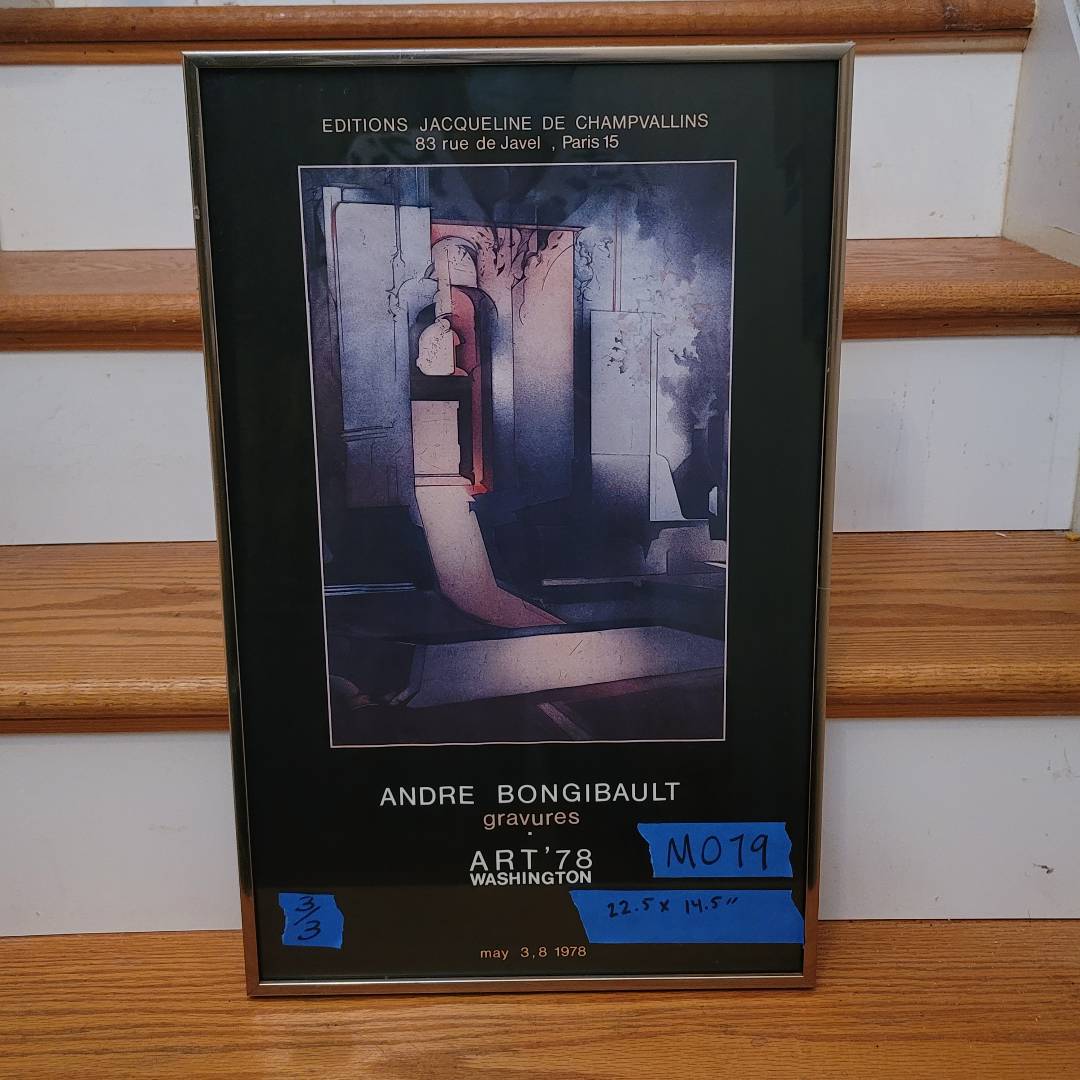 EDITIONS JACQUELINE DE CHAMPVALLINS
83 rue de Javel , Paris 15
ANDRE BONGIBAULT
gravures
ART'78
WASHINGTON
M079
22.5 x 14.5"
3/3
may 3,8 1978